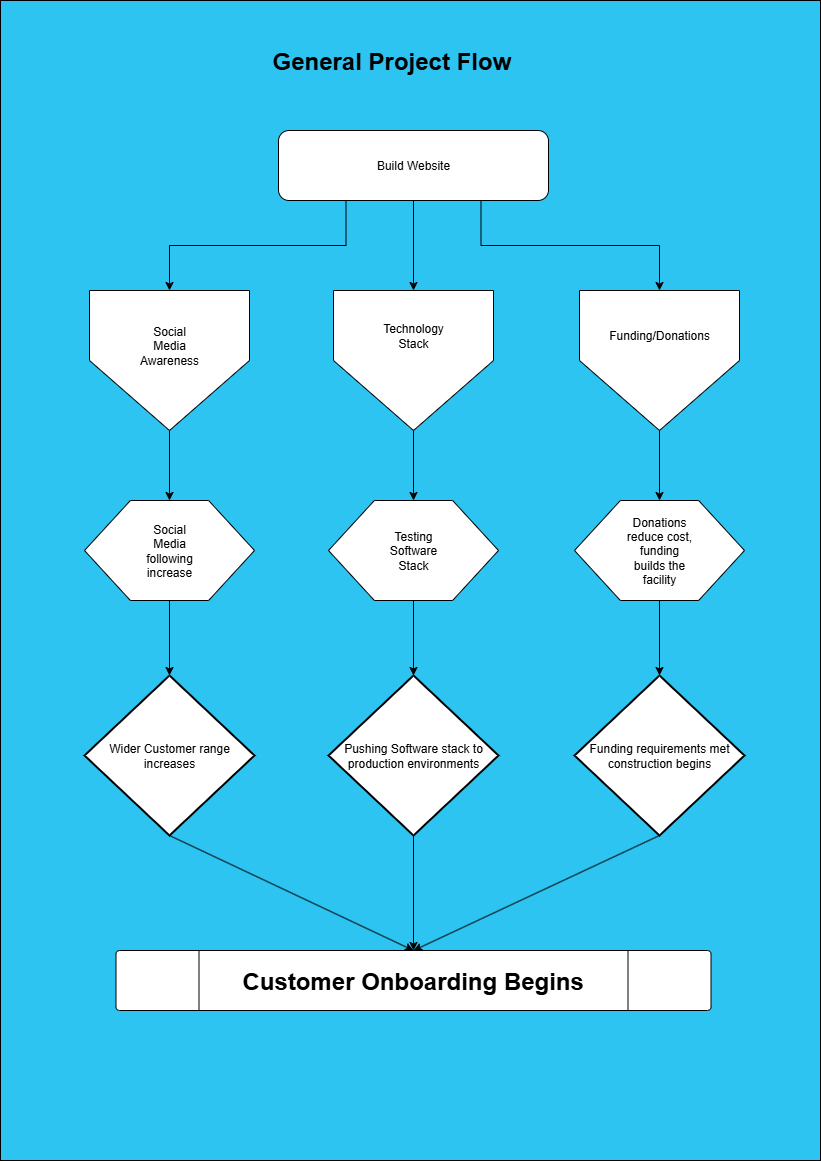 General Project Flow
Build Website
Social
Media
Awareness
Technology
Stack
Funding/Donations
Social
Media
following
increase
Testing
Software
Stack
Donations
reduce cost,
funding
builds the
facility
Wider Customer range
increases
Pushing Software stack to
production environments
Funding requirements met
construction begins
Customer Onboarding Begins